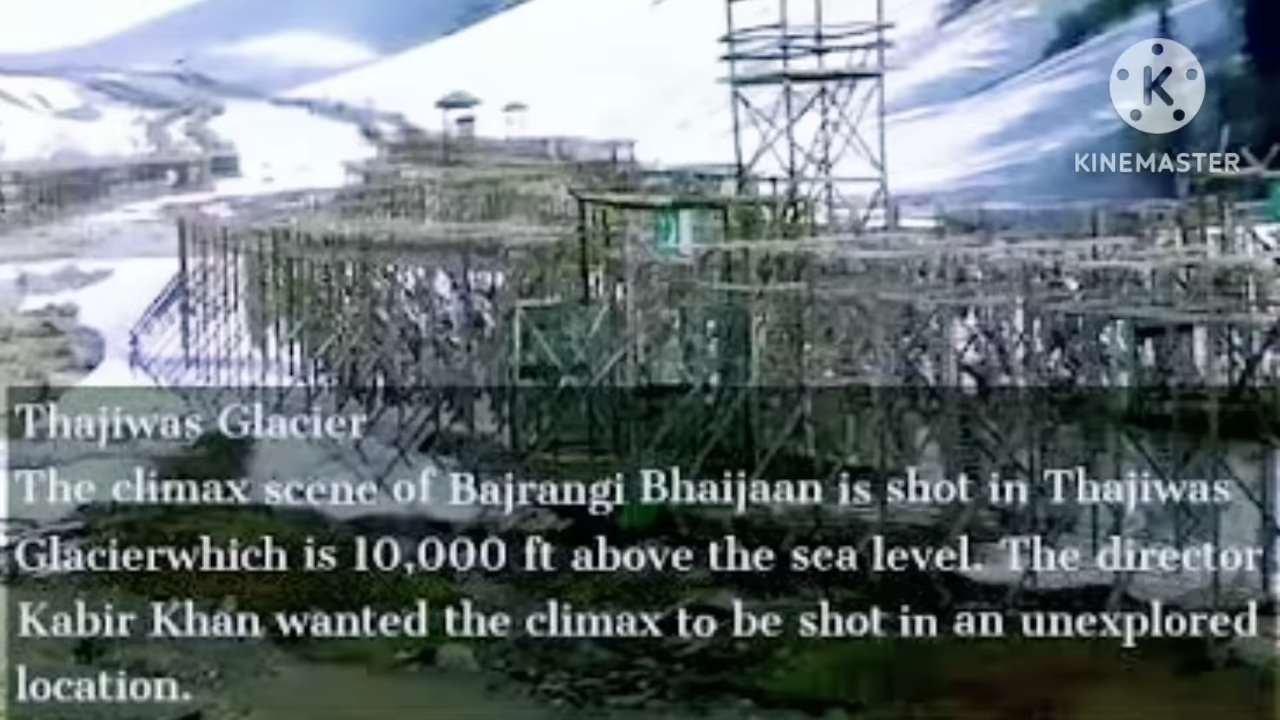 KINEMASTER
Thajiwas Glacier
The climax scene of Bajrangi Bhaijaan is shot in Thajiwas
Glacierwhich is 10,000 ft above the sea level. The director
Kabir Khan wanted the climax to be shot in an unexplored
location.